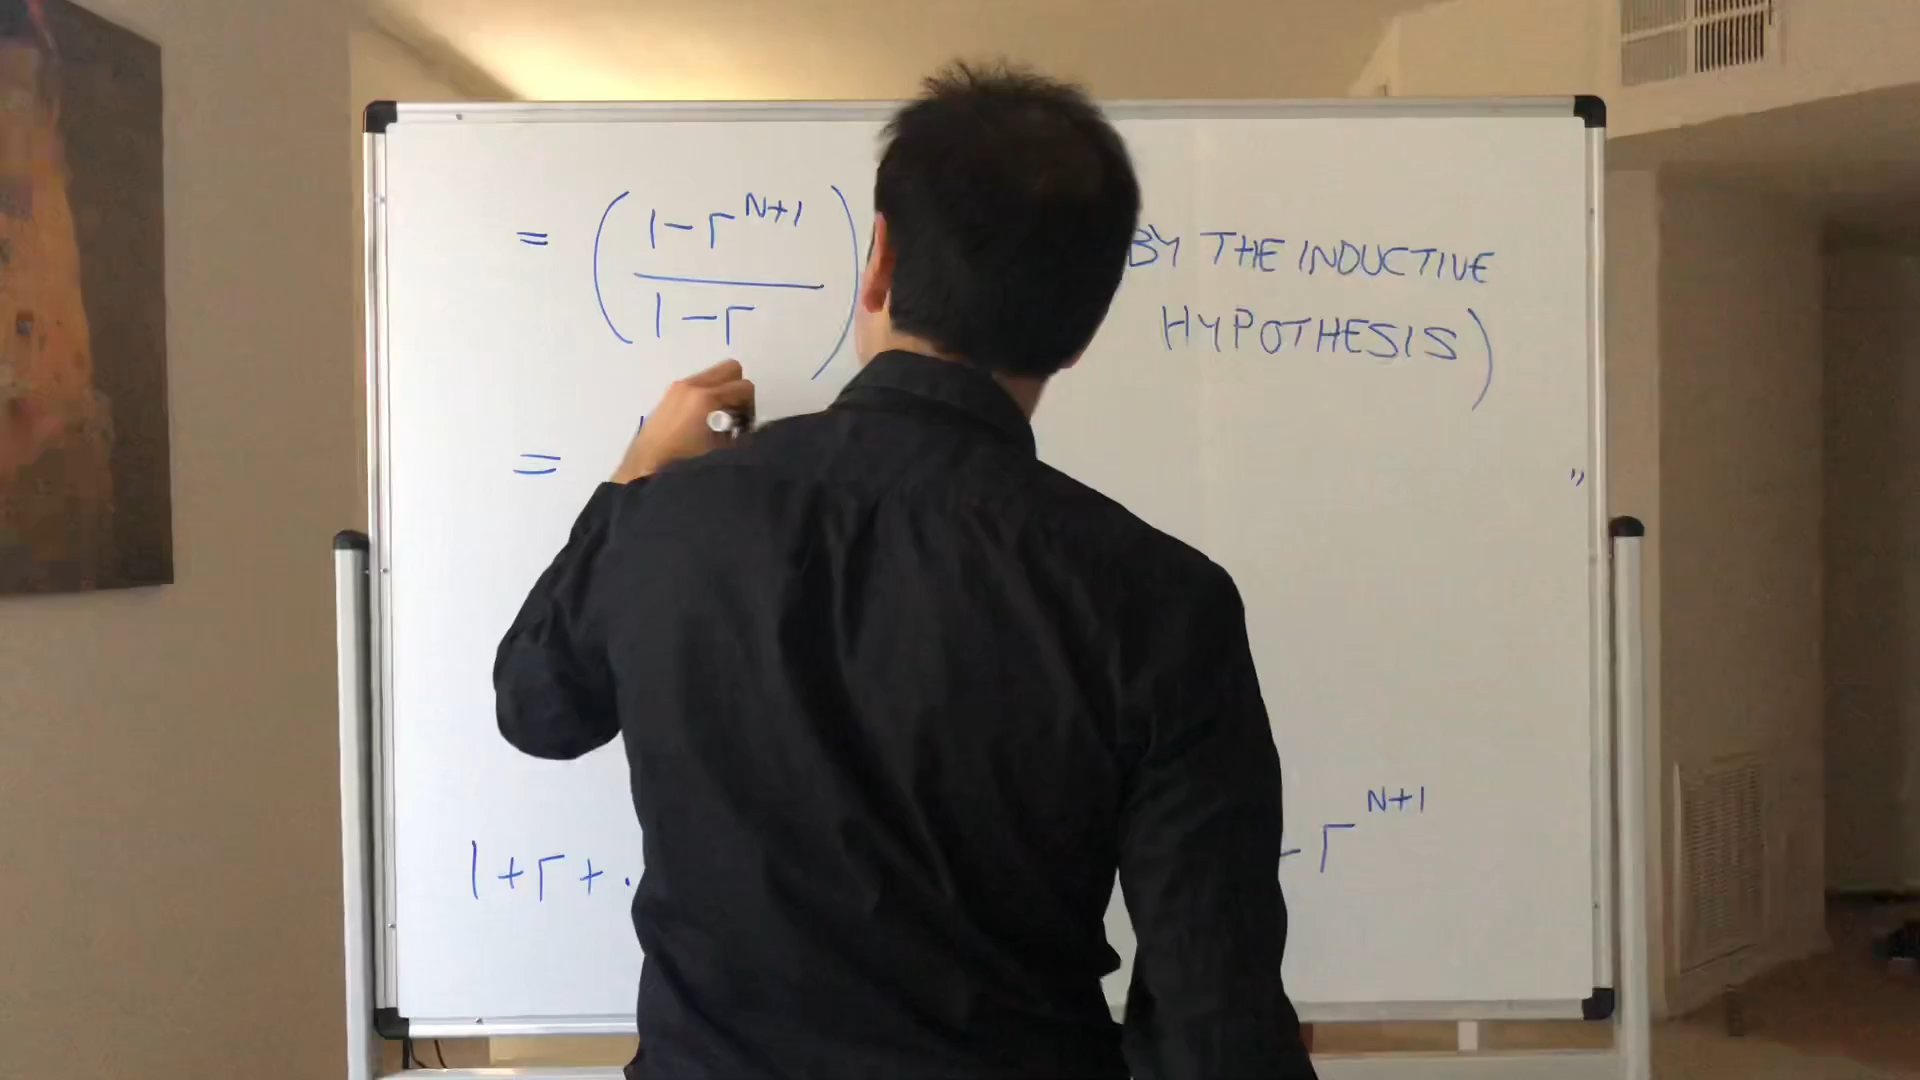 = (1-r^{N+1} / 1-r) BY THE INDUCTIVE
HYPOTHESIS)
= "
1+r+. - r^{N+1}